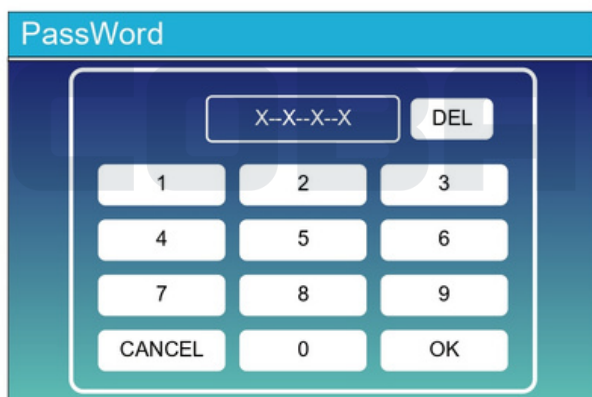 PassWord
X--X--X--X DEL
1 2 3
4 5 6
7 8 9
CANCEL 0 OK